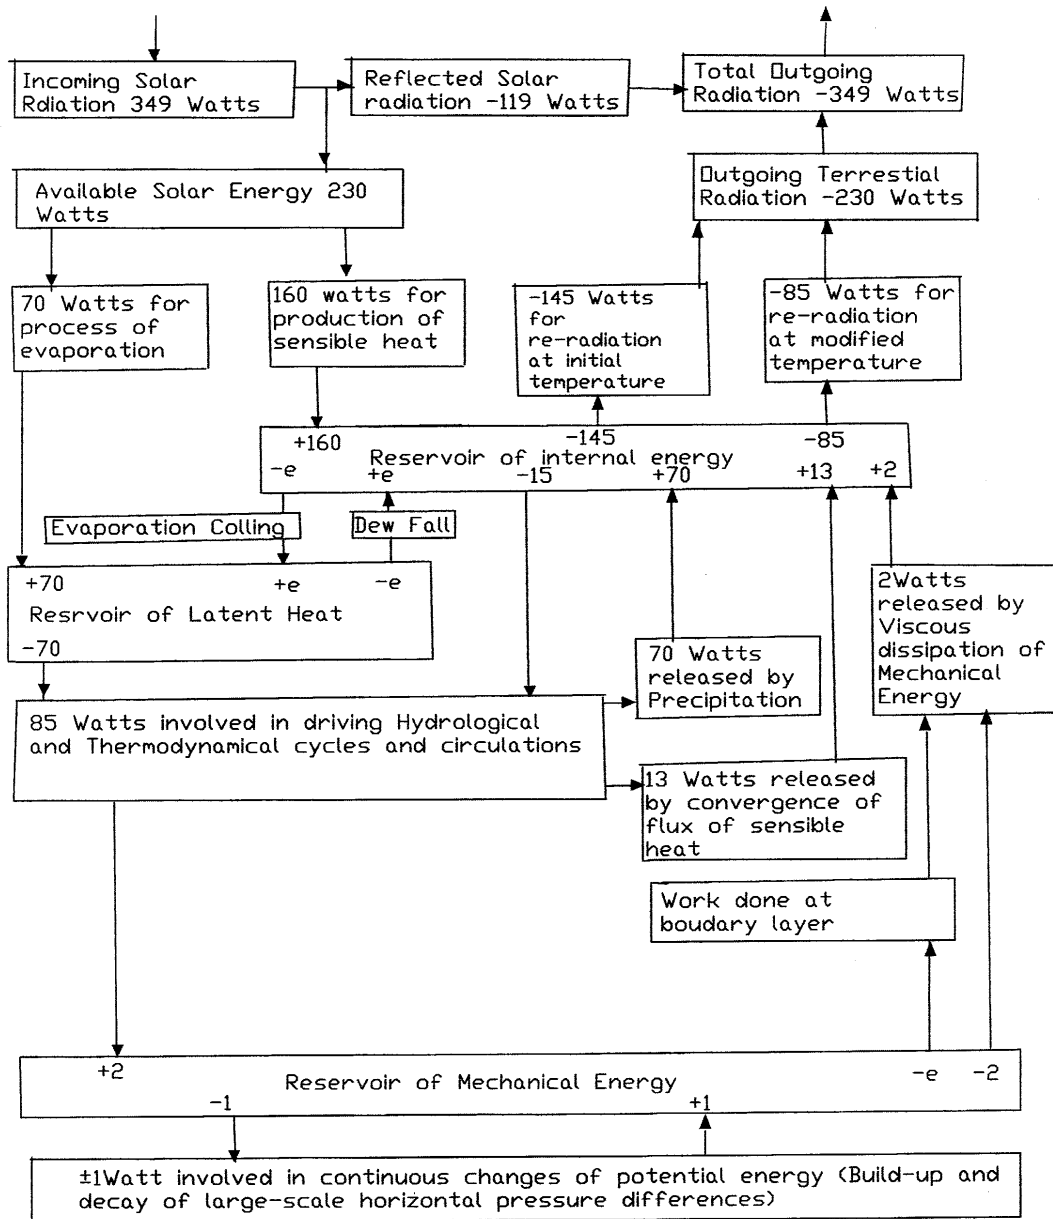 Incoming Solar
Rdiation 349 Watts
Reflected Solar
radiation -119 Watts
Total Outgoing
Radiation -349 Watts
Available Solar Energy 230
Watts
Outgoing Terrestial
Radiation -230 Watts
70 Watts for
process of
evaporation
160 watts for
production of
sensible heat
-145 Watts
for
re-radiation
at initial
temperature
-85 Watts for
re-radiation
at modified
temperature
+160 -145 -85
Reservoir of internal energy
-e +e -15 +70 +13 +2
Evaporation Colling
Dew Fall
+70 +e -e
Resrvoir of Latent Heat
-70
2Watts
released by
Viscous
dissipation of
Mechanical
Energy
70 Watts
released by
Precipitation
85 Watts involved in driving Hydrological
and Thermodynamical cycles and circulations
13 Watts released
by convergence of
flux of sensible
heat
Work done at
boudary layer
+2 -e -2
Reservoir of Mechanical Energy
-1 +1
±1Watt involved in continuous changes of potential energy (Build-up and
decay of large-scale horizontal pressure differences)